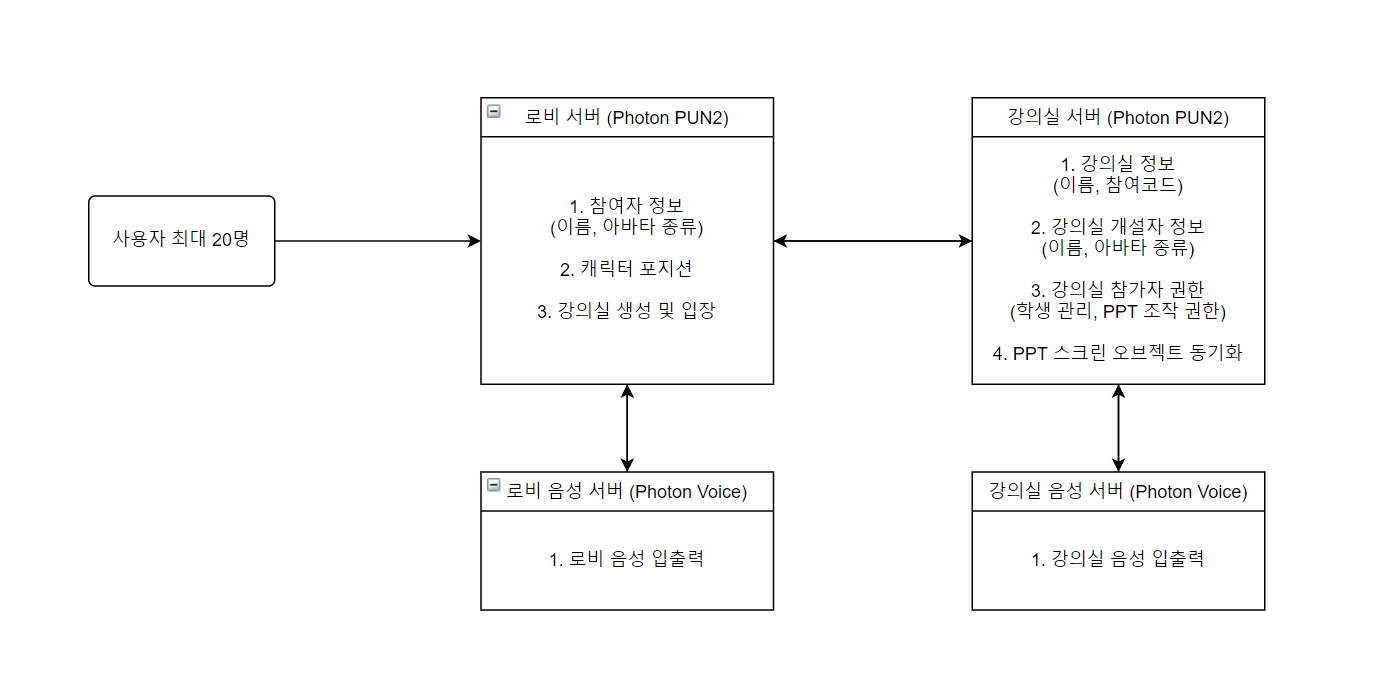 사용자 최대 20명
로비 서버 (Photon PUN2)
1. 참여자 정보
(이름, 아바타 종류)
2. 캐릭터 포지션
3. 강의실 생성 및 입장
강의실 서버 (Photon PUN2)
1. 강의실 정보
(이름, 참여코드)
2. 강의실 개설자 정보
(이름, 아바타 종류)
3. 강의실 참가자 권한
(학생 관리, PPT 조작 권한)
4. PPT 스크린 오브젝트 동기화
로비 음성 서버 (Photon Voice)
1. 로비 음성 입출력
강의실 음성 서버 (Photon Voice)
1. 강의실 음성 입출력